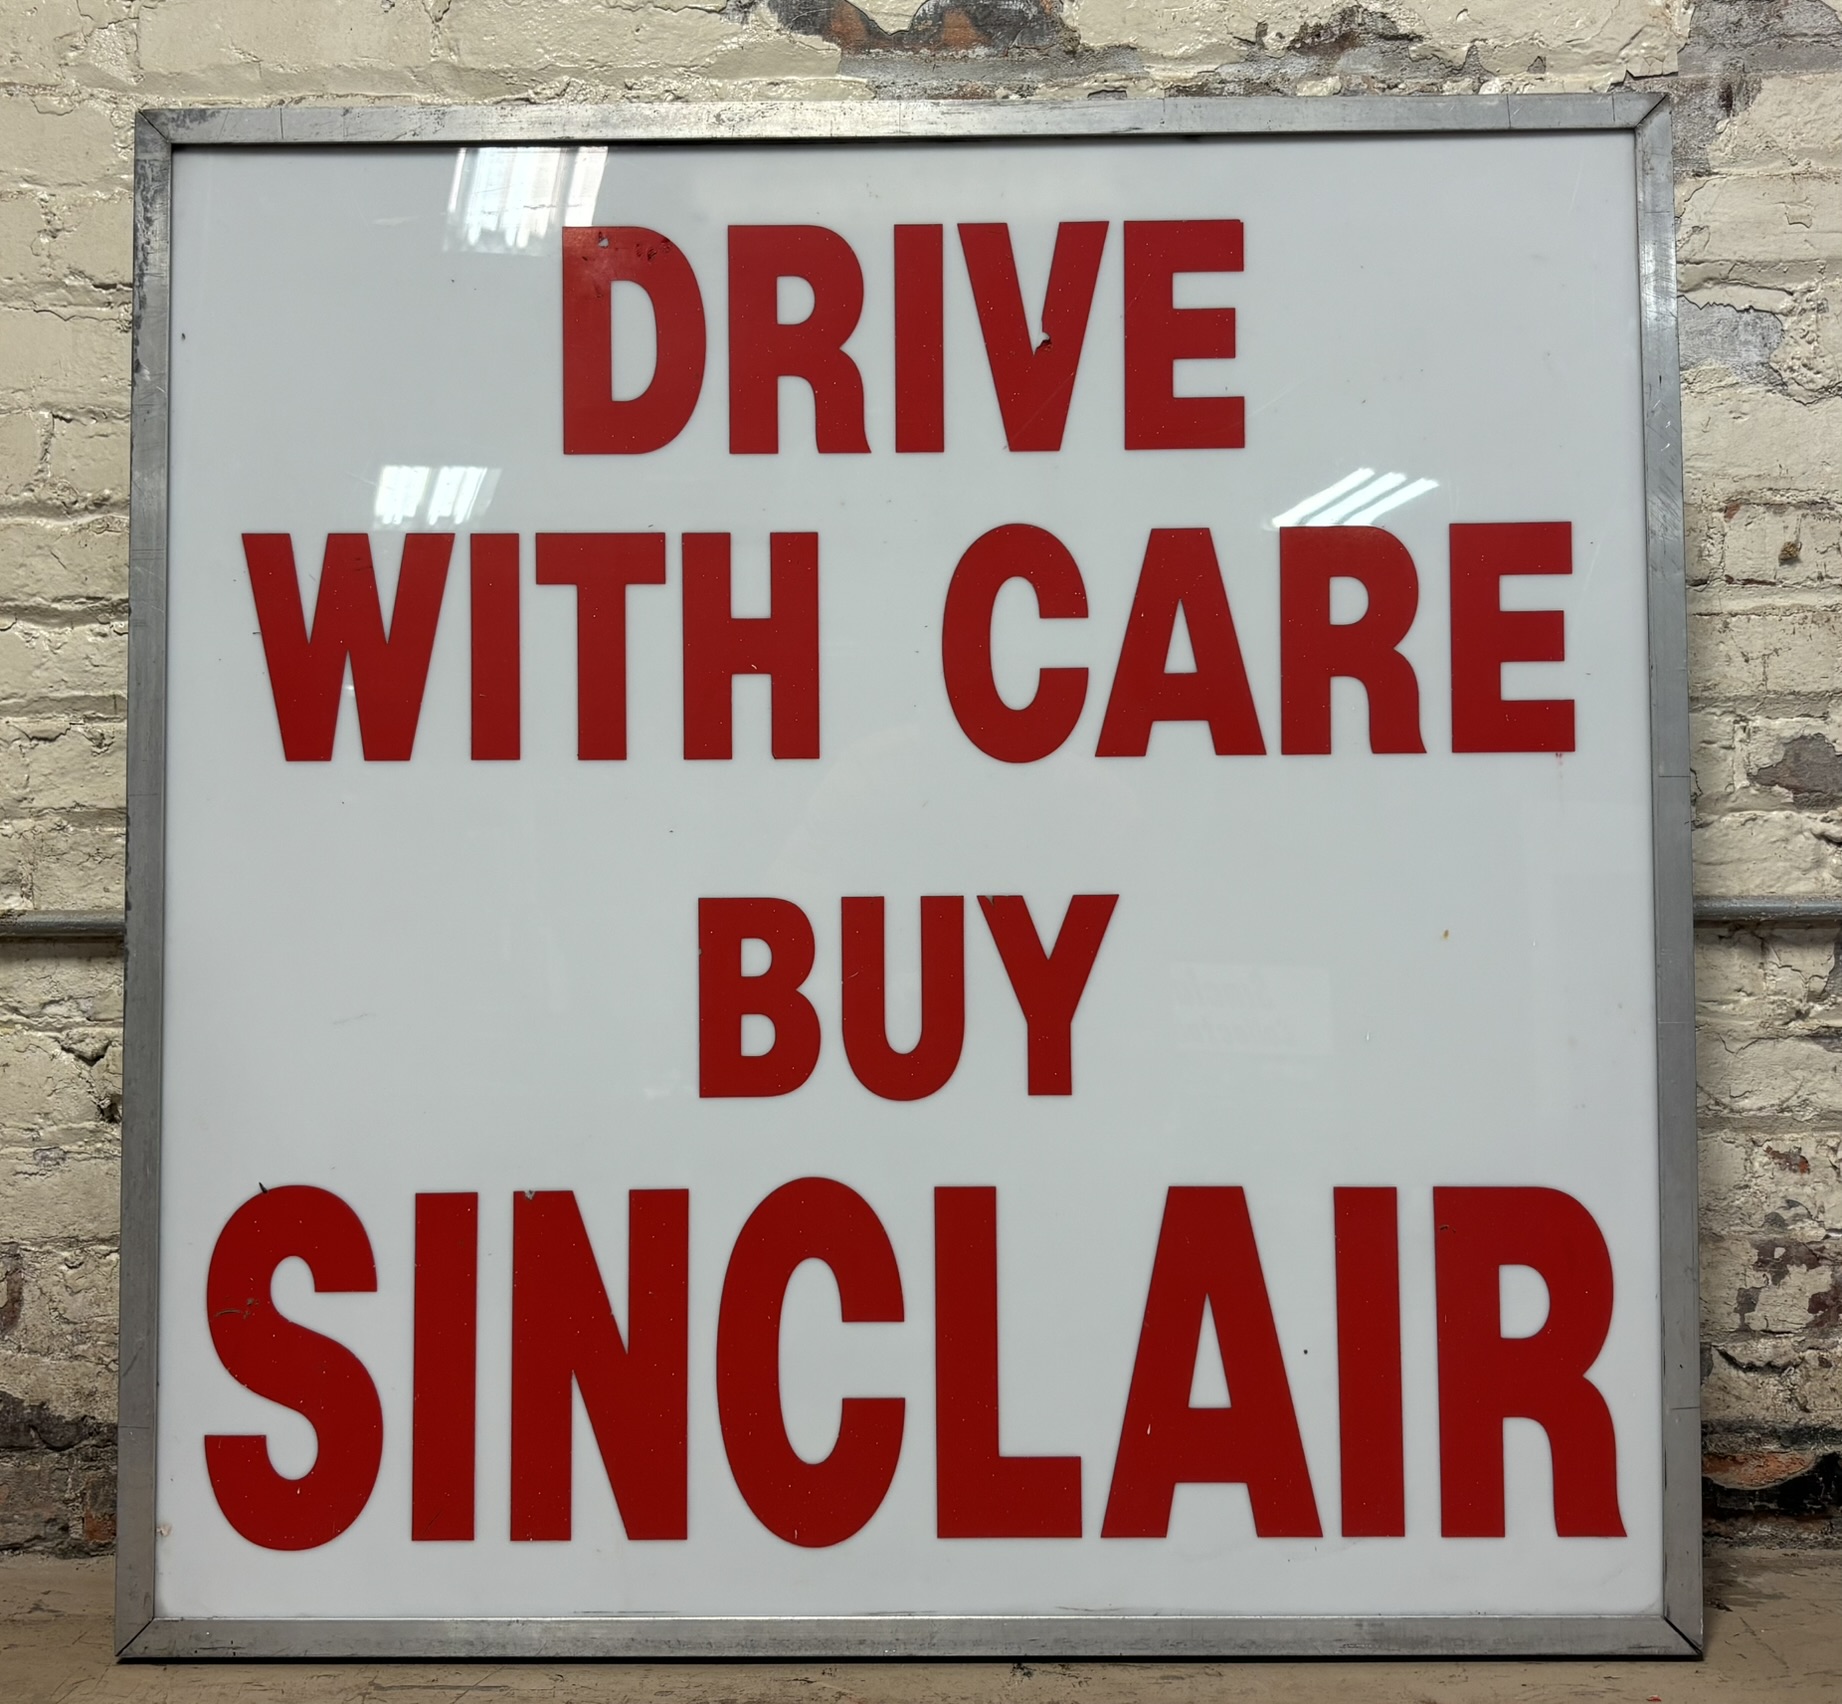 DRIVE
WITH CARE
BUY
SINCLAIR